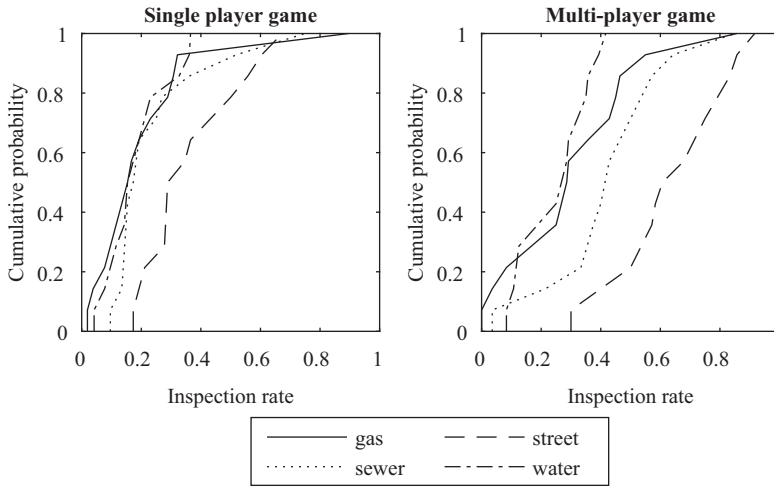 Single player game
Multi-player game
1
0.8
0.6
0.4
0.2
0
Cumulative probability
0
0.2
0.4
0.6
0.8
1
Inspection rate
1
0.8
0.6
0.4
0.2
0
Cumulative probability
0
0.2
0.4
0.6
0.8
Inspection rate
gas
street
sewer
water